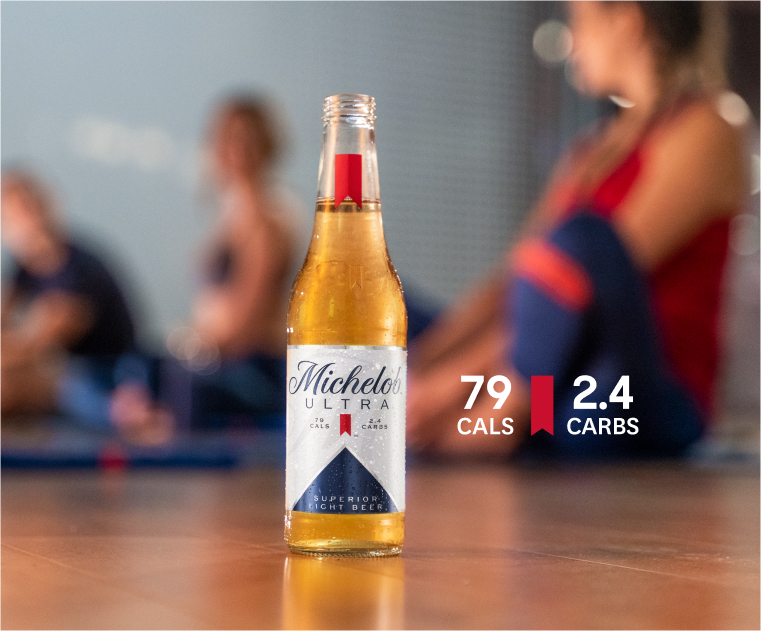 Michelob
ULTRA
79 2.4
CALS CARBS
SUPERIOR
LIGHT BEER
79 2.4
CALS CARBS